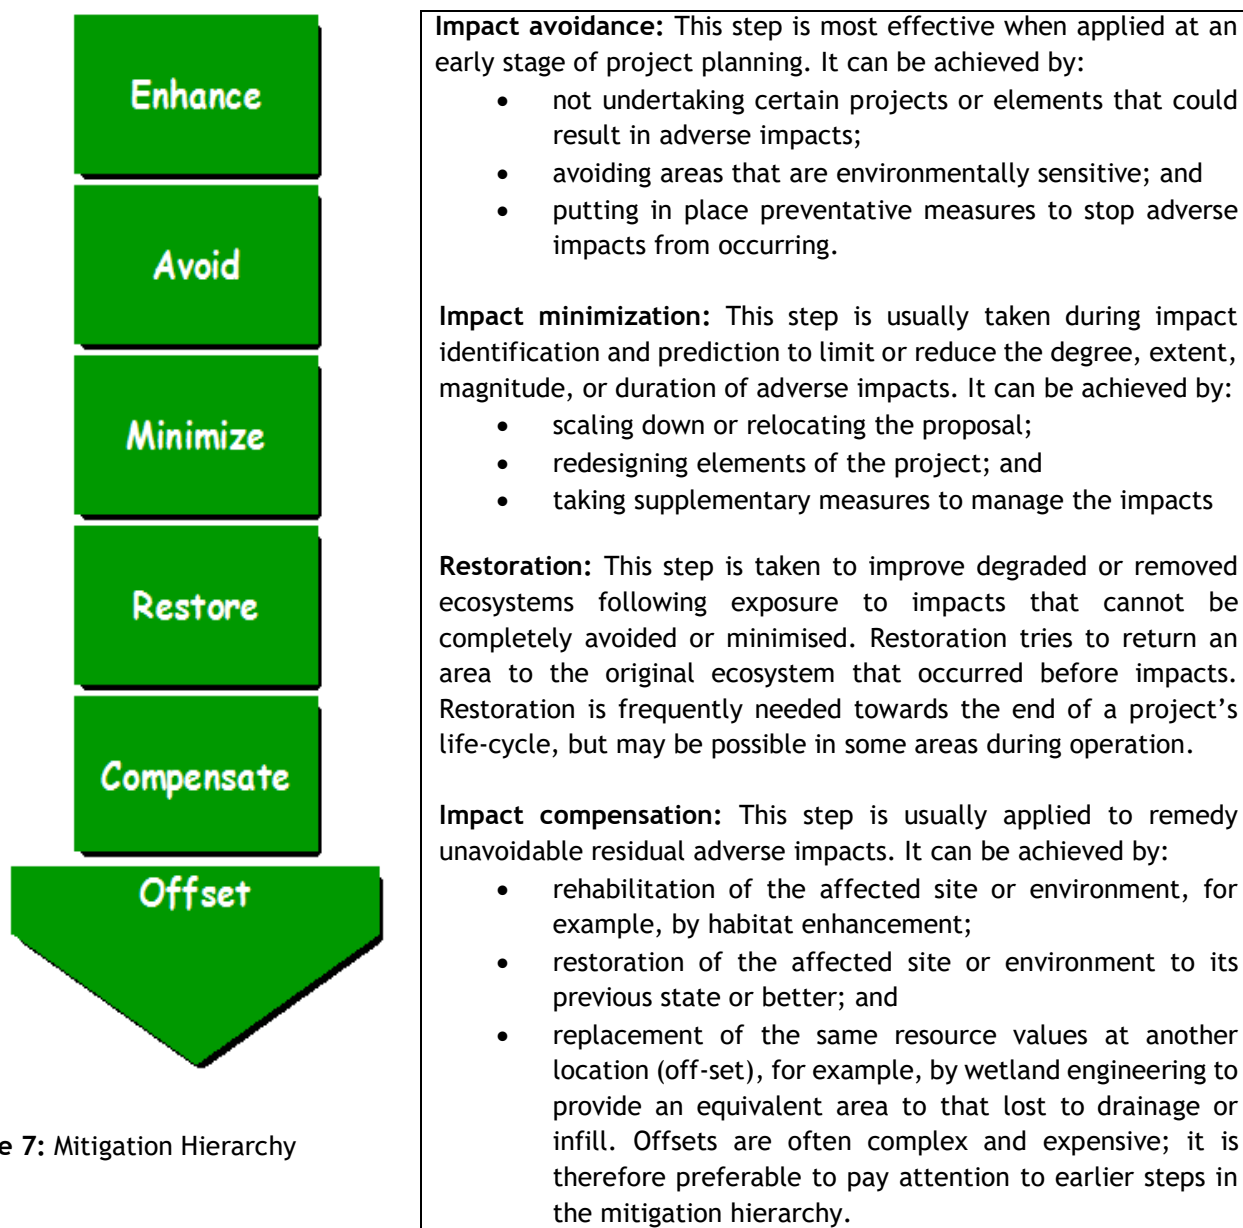 Enhance
Avoid
Minimize
Restore
Compensate
Offset
e 7: Mitigation Hierarchy
Impact avoidance: This step is most effective when applied at an
early stage of project planning. It can be achieved by:
• not undertaking certain projects or elements that could
result in adverse impacts;
• avoiding areas that are environmentally sensitive; and
• putting in place preventative measures to stop adverse
impacts from occurring.
Impact minimization: This step is usually taken during impact
identification and prediction to limit or reduce the degree, extent,
magnitude, or duration of adverse impacts. It can be achieved by:
• scaling down or relocating the proposal;
• redesigning elements of the project; and
• taking supplementary measures to manage the impacts
Restoration: This step is taken to improve degraded or removed
ecosystems following exposure to impacts that cannot be
completely avoided or minimised. Restoration tries to return an
area to the original ecosystem that occurred before impacts.
Restoration is frequently needed towards the end of a project’s
life-cycle, but may be possible in some areas during operation.
Impact compensation: This step is usually applied to remedy
unavoidable residual adverse impacts. It can be achieved by:
• rehabilitation of the affected site or environment, for
example, by habitat enhancement;
• restoration of the affected site or environment to its
previous state or better; and
• replacement of the same resource values at another
location (off-set), for example, by wetland engineering to
provide an equivalent area to that lost to drainage or
infill. Offsets are often complex and expensive; it is
therefore preferable to pay attention to earlier steps in
the mitigation hierarchy.